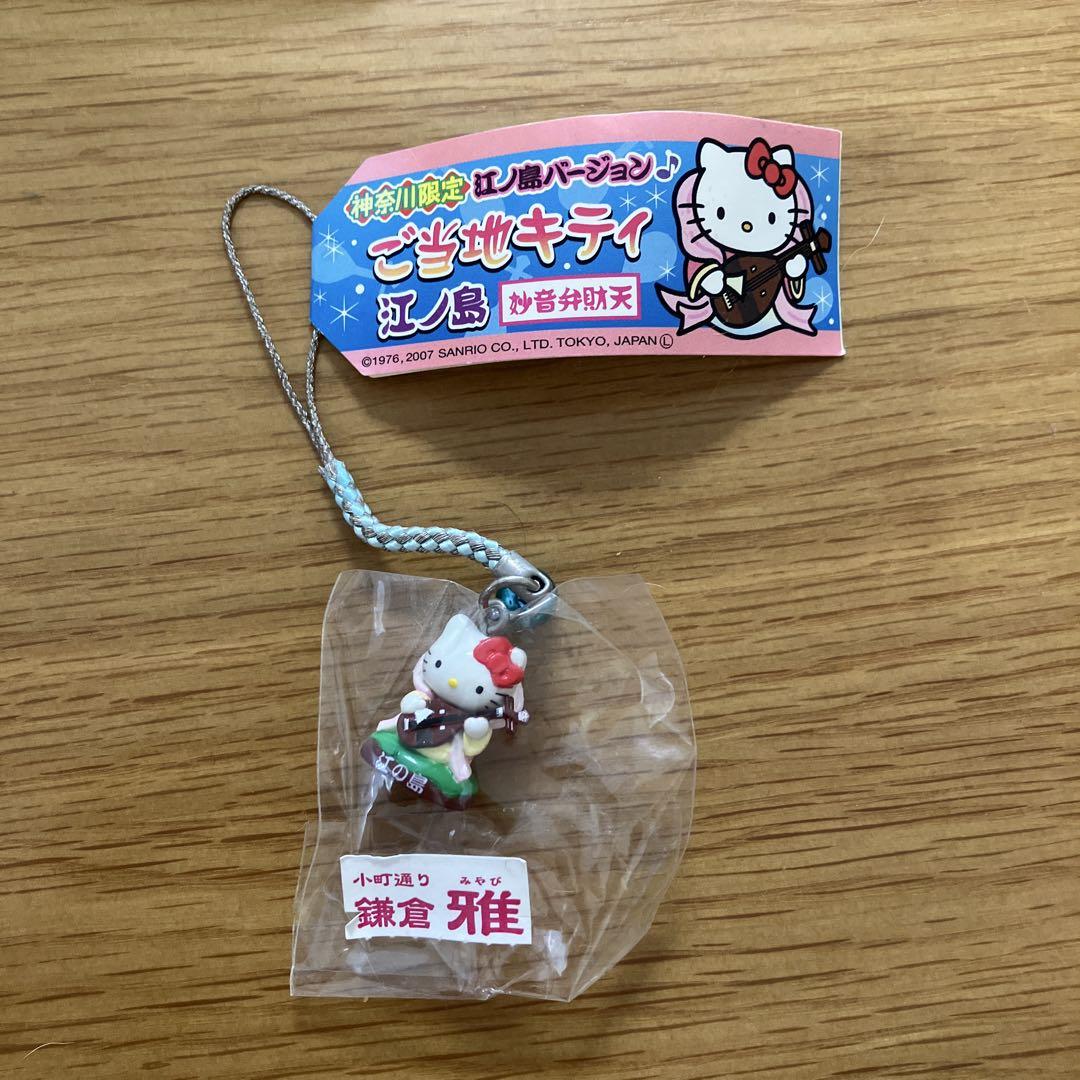 神奈川限定 江ノ島バージョン♪
ご当地キティ
江ノ島 妙音弁財天
©1976, 2007 SANRIO CO., LTD. TOKYO, JAPAN Ⓛ
江の島
小町通り みやび
鎌倉 雅